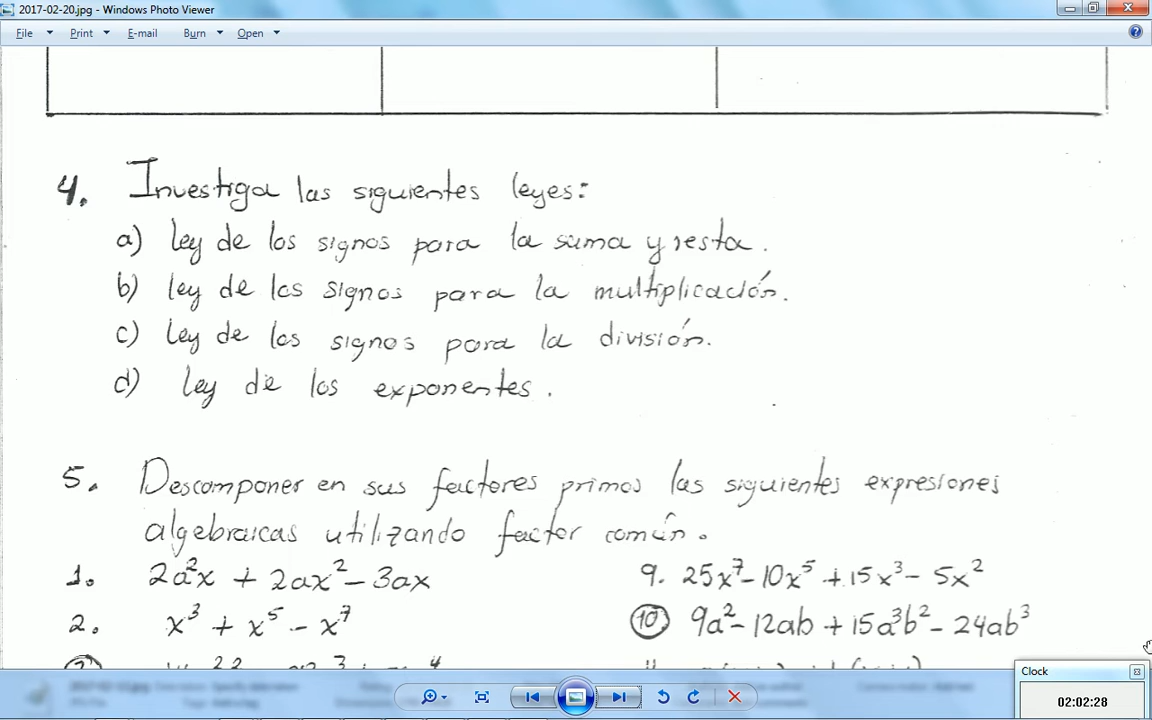 2017-02-20.jpg - Windows Photo Viewer
File Print E-mail Burn Open
4. Investiga las siguientes leyes:
a) ley de los signos para la suma y resta.
b) ley de los signos para la multiplicación.
c) ley de los signos para la división.
d) ley de los exponentes.
5. Descomponer en sus factores primos las siguientes expresiones
algebraicas utilizando factor común.
1. 2a²x + 2ax² - 3ax
9. 25x⁷ - 10x⁵ + 15x³ - 5x²
2. x³ + x⁵ - x⁷
10 9a² - 12ab + 15a³b² - 24ab³
Clock
02:02:28